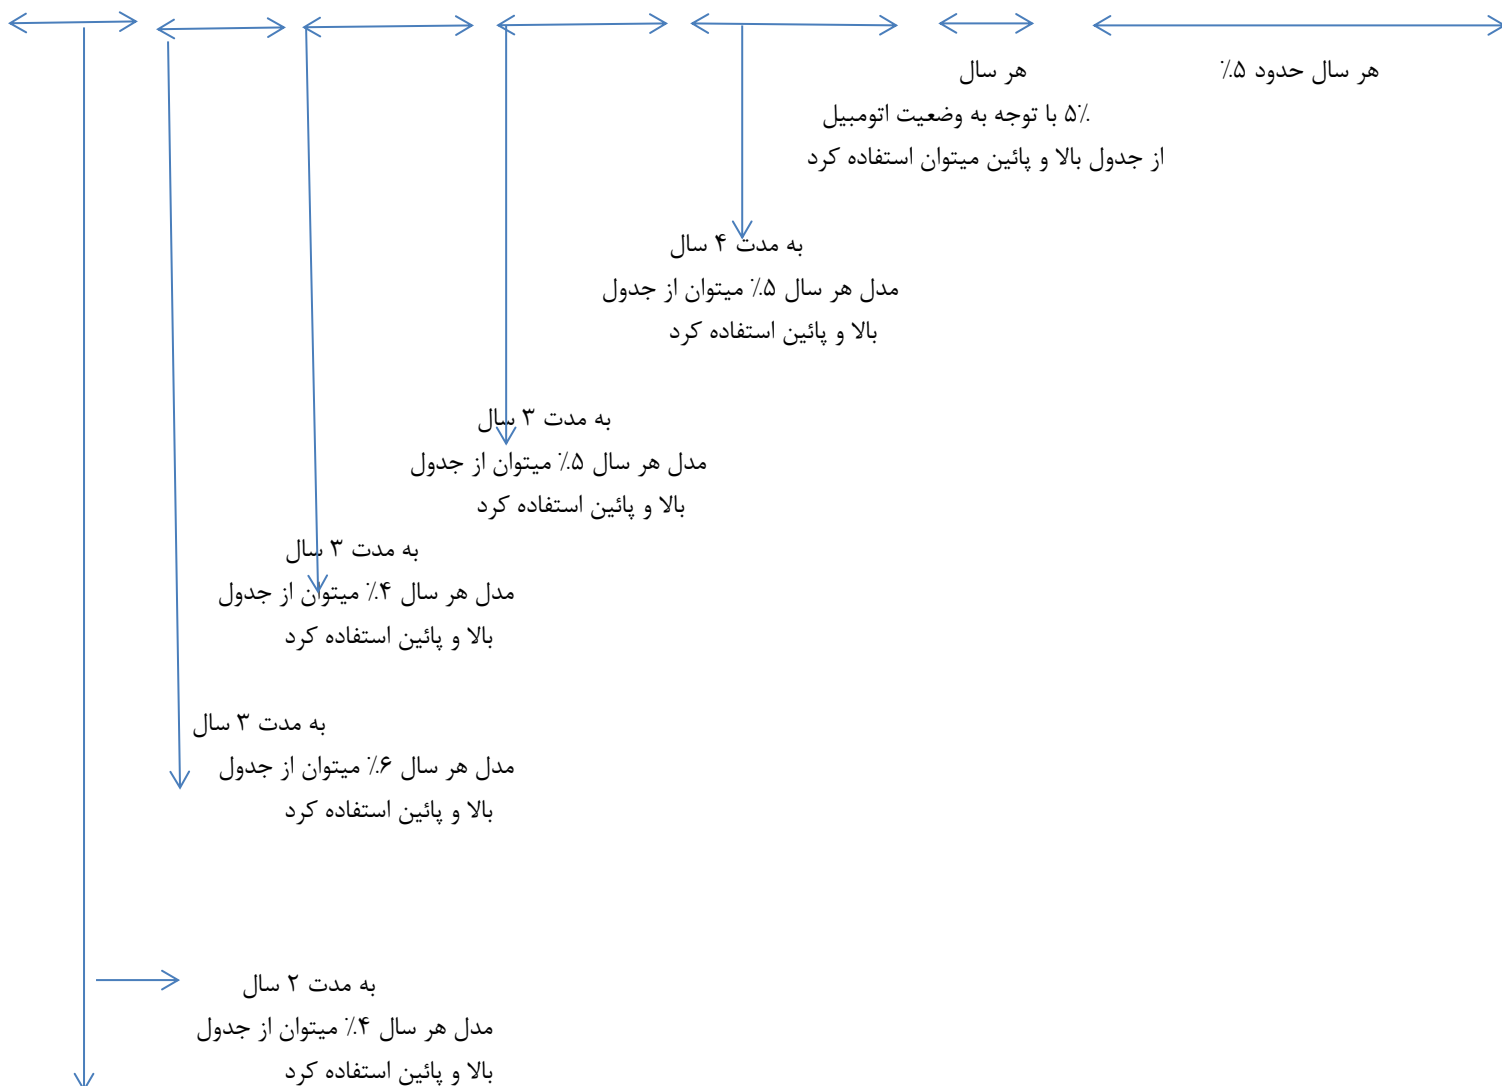 هر سال حدود ۵٪
هر سال
۵٪ با توجه به وضعیت اتومبیل
از جدول بالا و پائین میتوان استفاده کرد
به مدت ۴ سال
مدل هر سال ۵٪ میتوان از جدول
بالا و پائین استفاده کرد
به مدت ۳ سال
مدل هر سال ۵٪ میتوان از جدول
بالا و پائین استفاده کرد
به مدت ۳ سال
مدل هر سال ۴٪ میتوان از جدول
بالا و پائین استفاده کرد
به مدت ۳ سال
مدل هر سال ۶٪ میتوان از جدول
بالا و پائین استفاده کرد
به مدت ۲ سال
مدل هر سال ۴٪ میتوان از جدول
بالا و پائین استفاده کرد